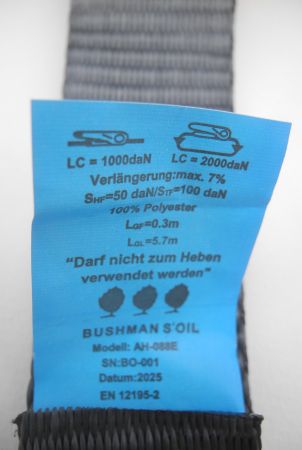 LC = 1000daN LC = 2000daN
Verlängerung:max. 7%
SHF=50 daN/STF=100 daN
100% Polyester
LGF=0.3m
LGL=5.7m
"Darf nicht zum Heben
verwendet werden"
BUSHMAN S'OIL
Modell: AH-088E
SN:BO-001
Datum:2025
EN 12195-2